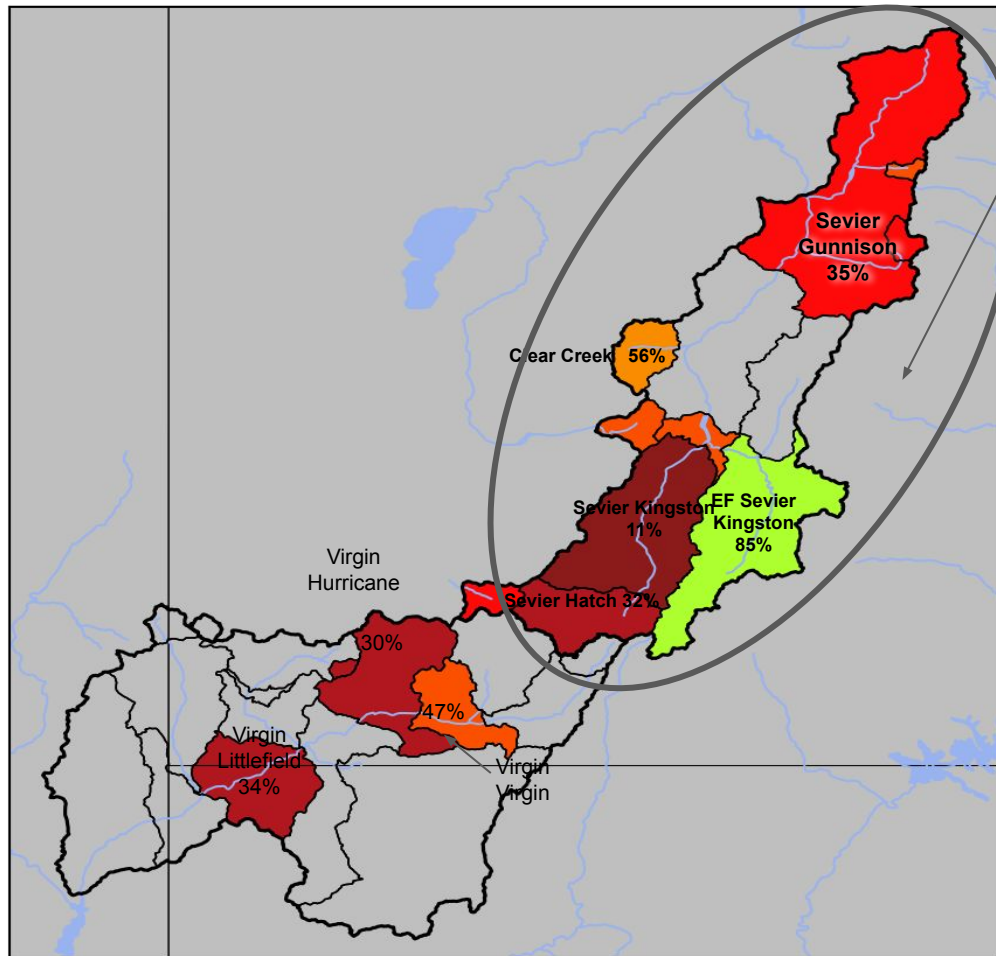 Sevier
Gunnison
35%
Clear Creek 56%
Sevier Kingston
11%
EF Sevier
Kingston
85%
Virgin
Hurricane
Sevier Hatch 32%
30%
47%
Virgin
Littlefield
34%
Virgin
Virgin